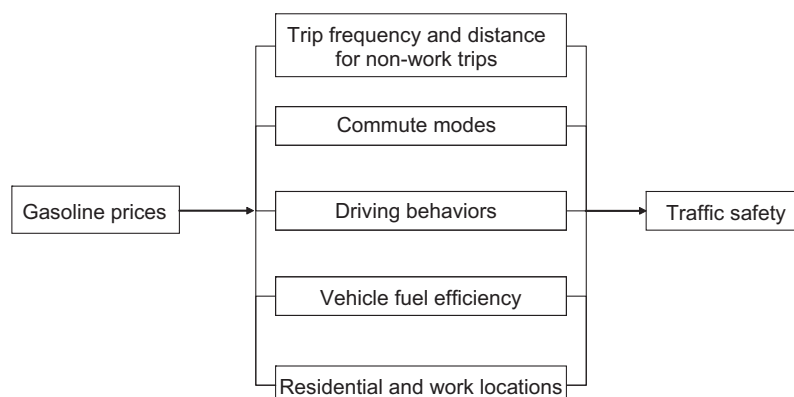 Trip frequency and distance
for non-work trips
Commute modes
Gasoline prices
Driving behaviors
Traffic safety
Vehicle fuel efficiency
Residential and work locations